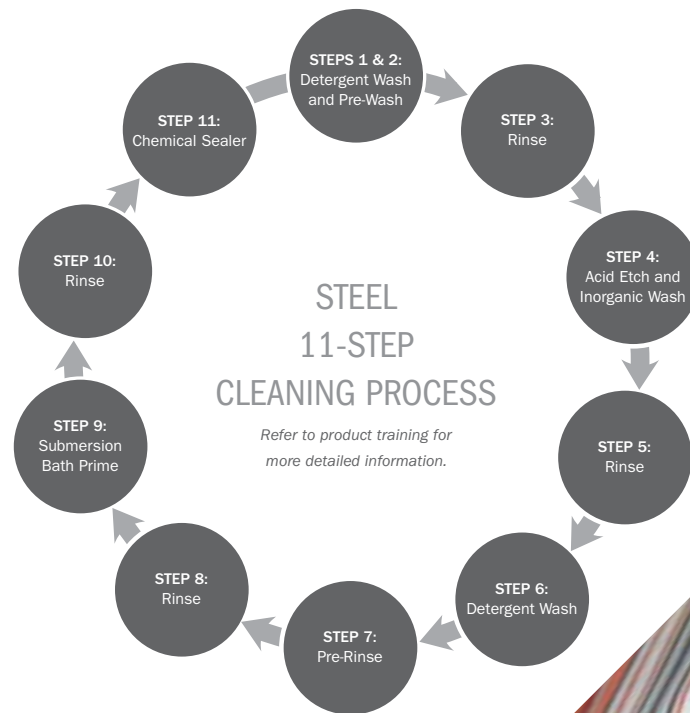 STEPS 1 & 2:
Detergent Wash
and Pre-Wash
STEP 3:
Rinse
STEP 4:
Acid Etch and
Inorganic Wash
STEP 5:
Rinse
STEP 6:
Detergent Wash
STEP 7:
Pre-Rinse
STEP 8:
Rinse
STEP 9:
Submersion
Bath Prime
STEP 10:
Rinse
STEP 11:
Chemical Sealer
STEEL
11-STEP
CLEANING PROCESS
Refer to product training for
more detailed information.